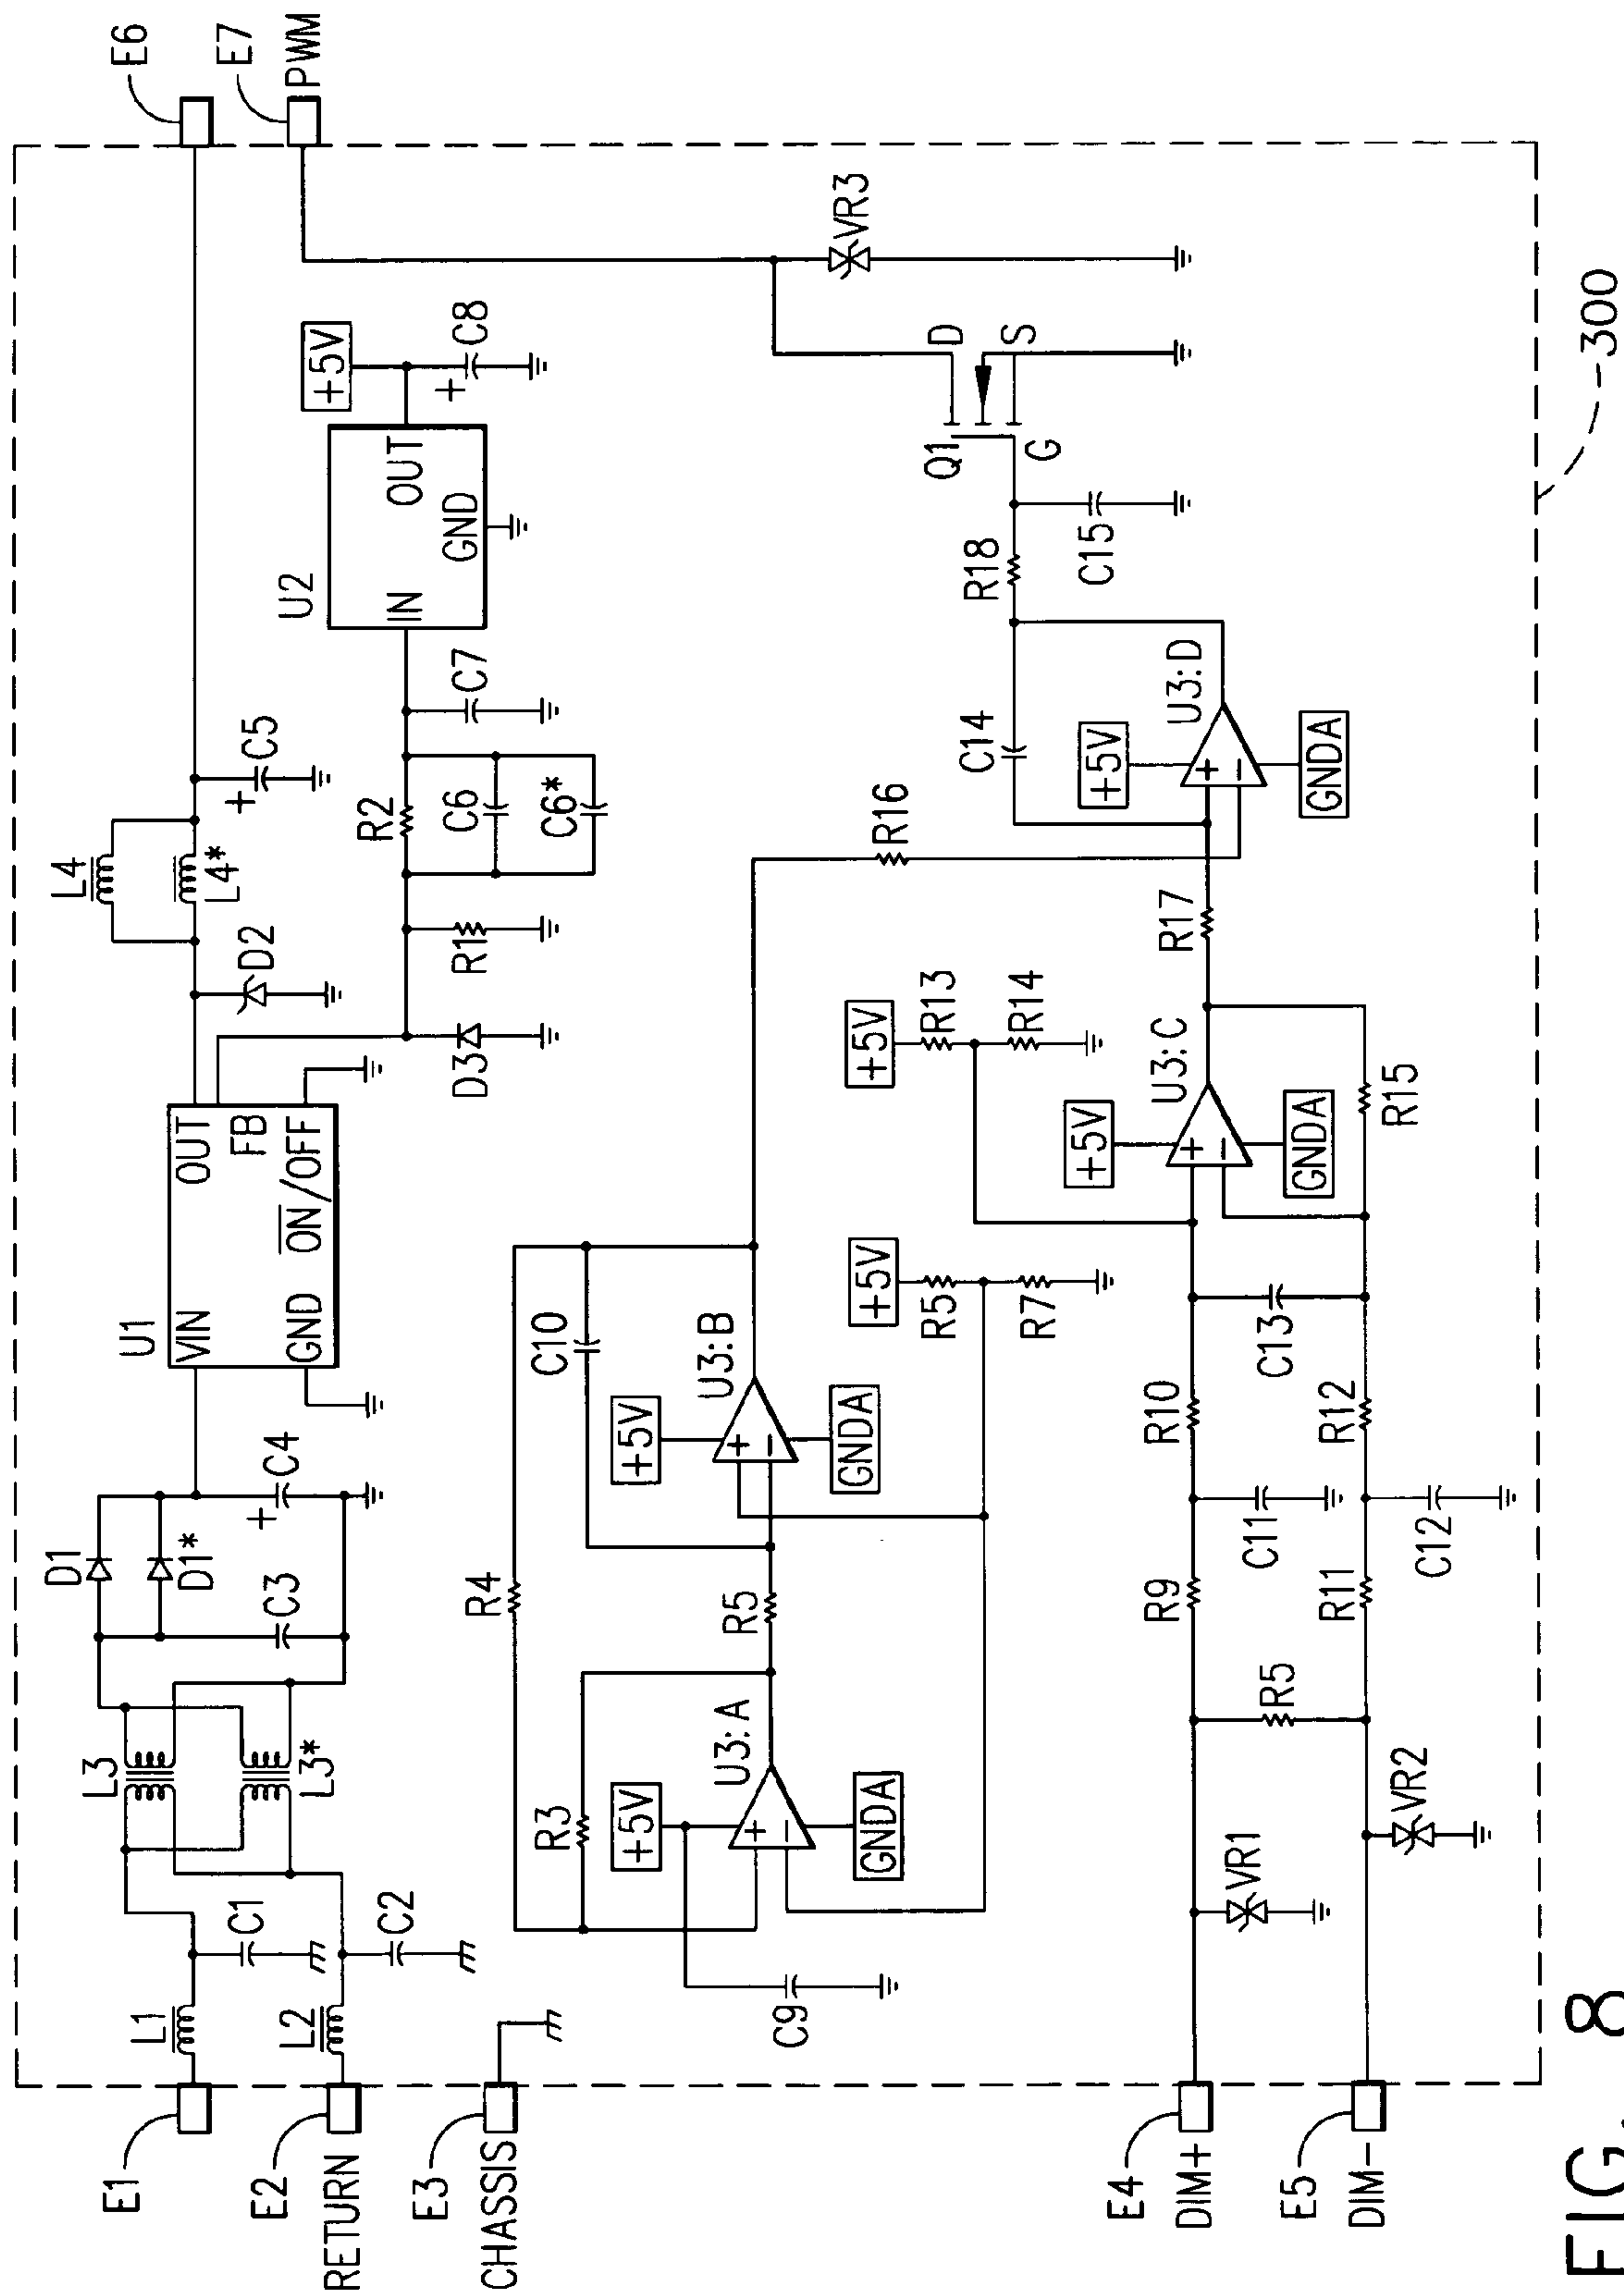 L4
E6
D1
L3
L4*
E1
L1
D1*
U1
VIN
OUT
D2
C1
C3
C4
FB
C5
E7
PWM
L3*
GND
ON/OFF
E2
RETURN
L2
C2
U2
IN
OUT
GND
+5V
C8
+
+
+
R2
C7
R1
C6
C6*
D3
E3
CHASSIS
R4
R3
C10
+5V
+5V
U3:A
U3:B
R5
+
−
+
−
GNDA
GNDA
C9
R16
VR3
+5V
R13
R14
+5V
R5
R7
C14
R18
Q1
D
S
G
C15
+5V
U3:D
+
−
GNDA
E4
DIM+
R9
R10
+5V
U3:C
+
−
GNDA
R17
VR1
R5
C11
C13
E5
DIM−
R11
R12
R15
VR2
C12
300
FIG. 8